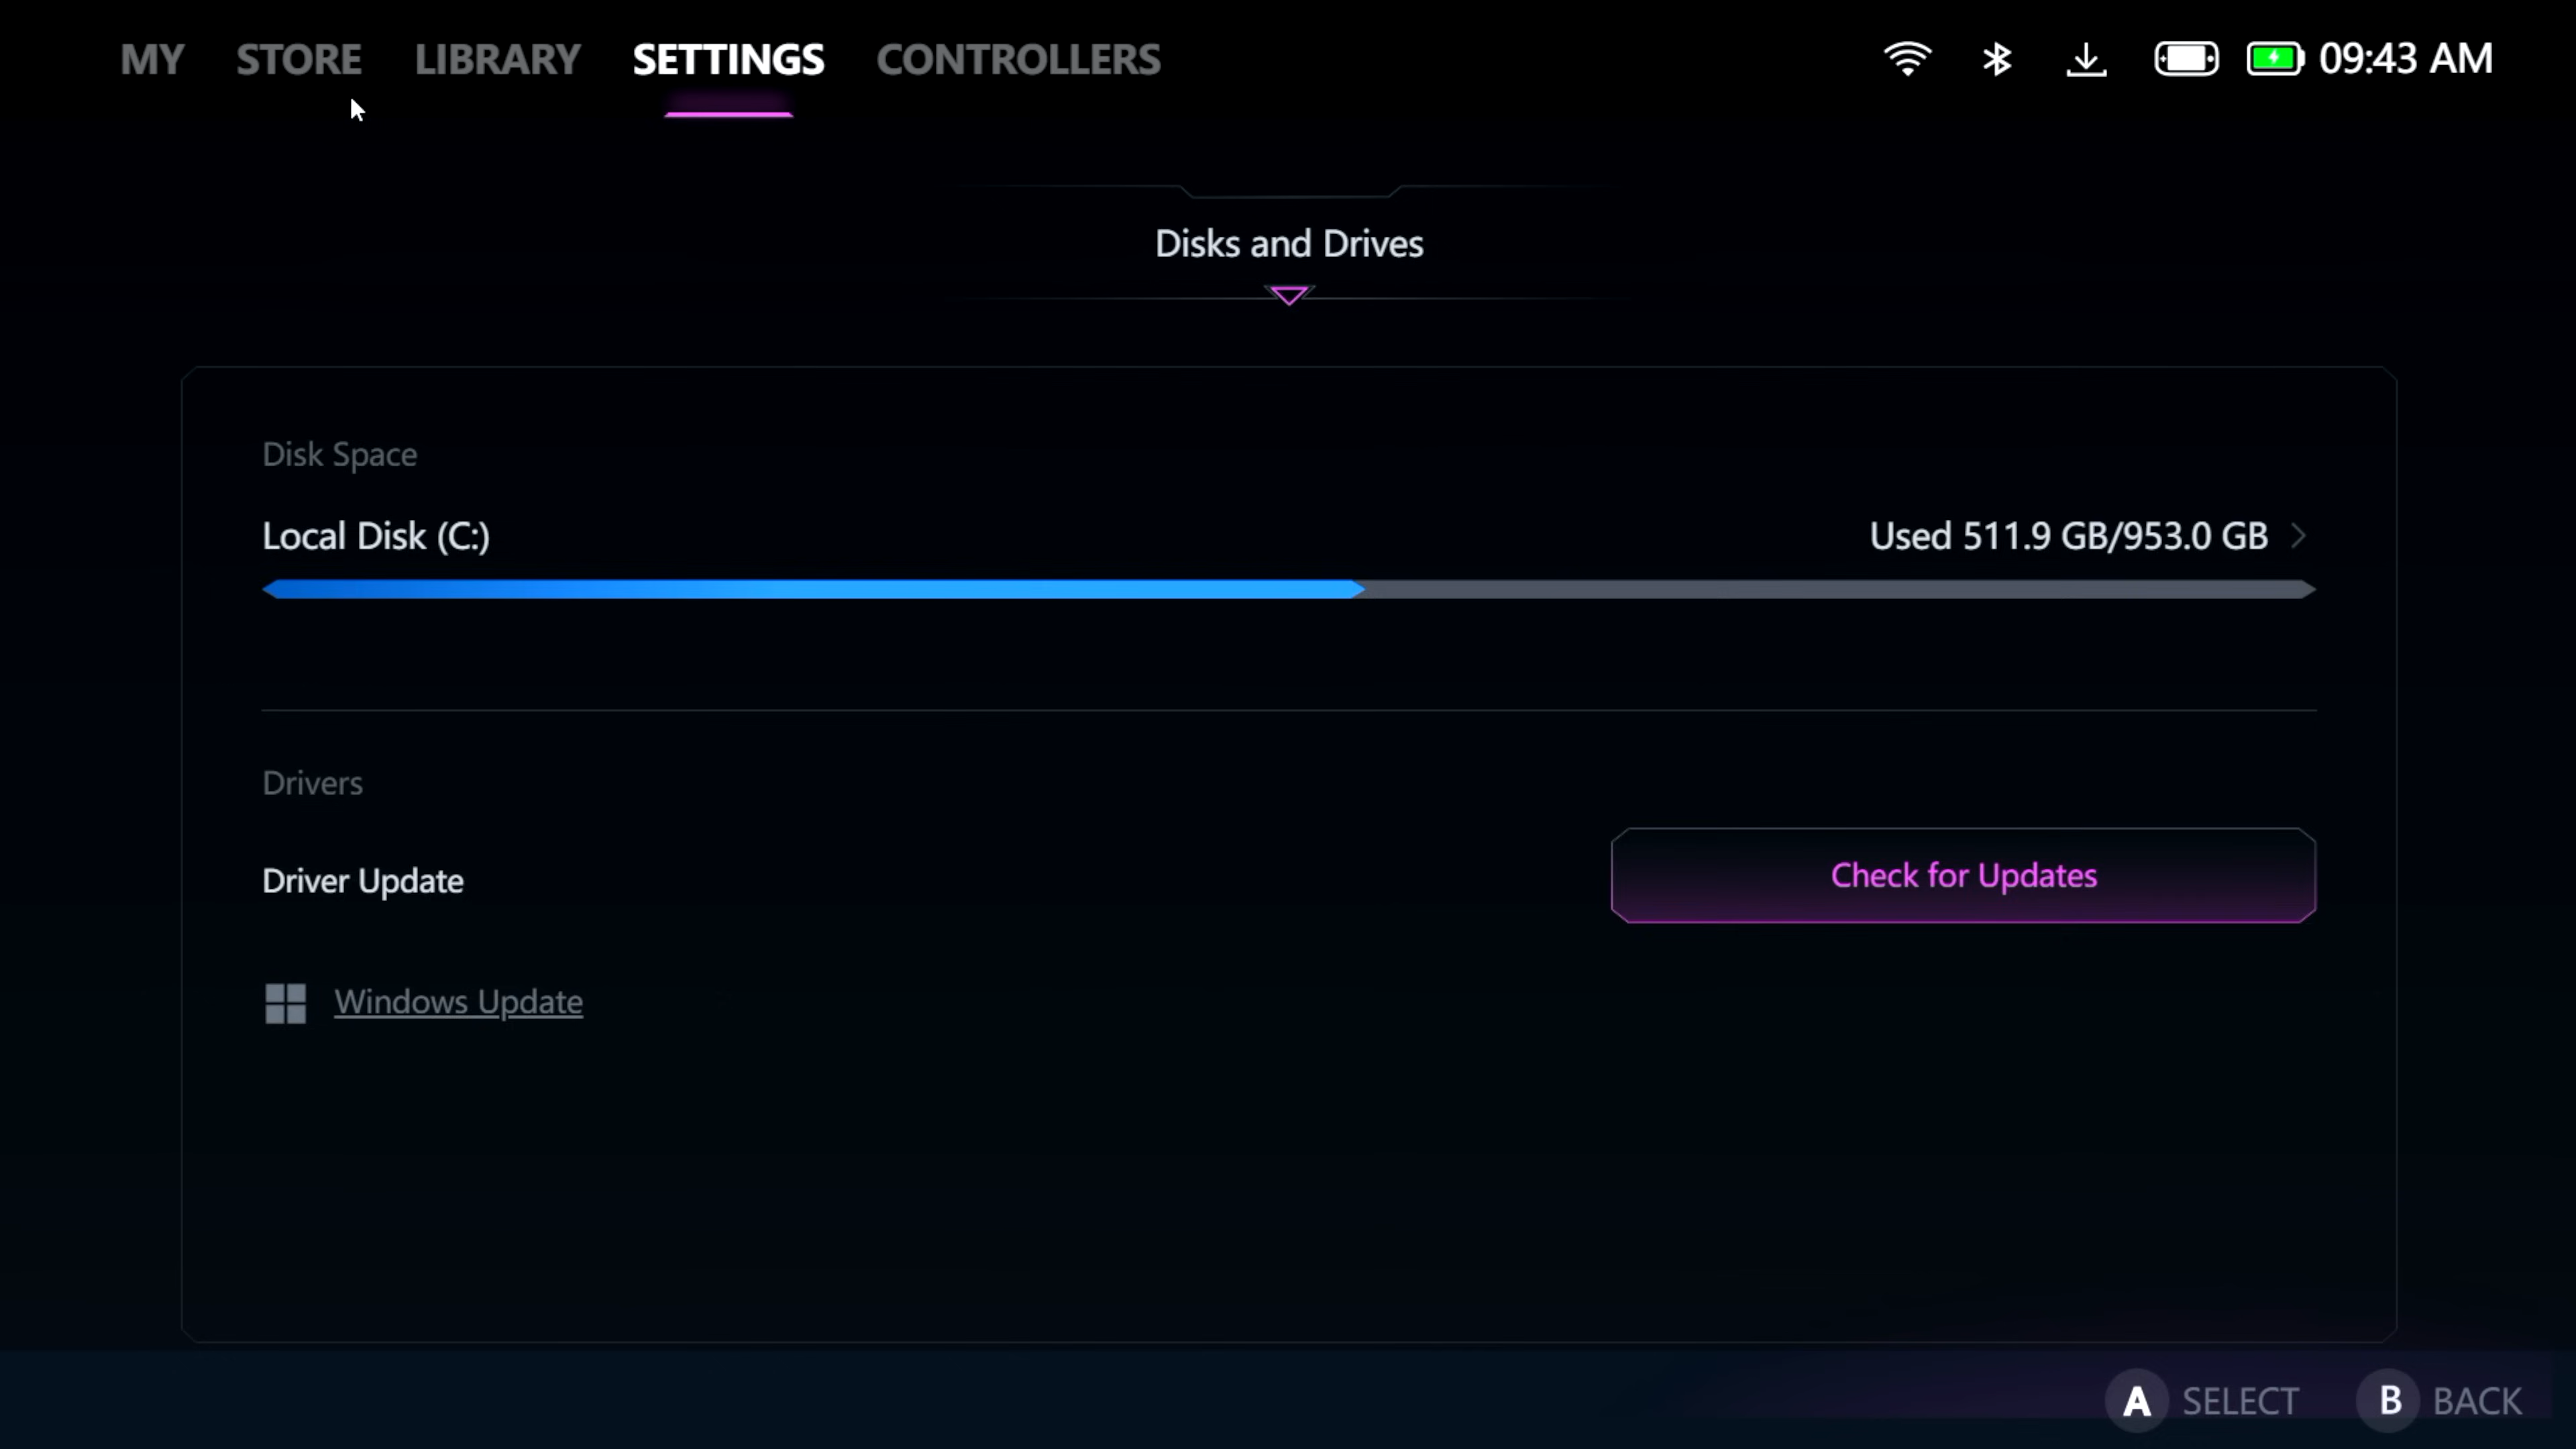 MY STORE LIBRARY SETTINGS CONTROLLERS 09:43 AM
Disks and Drives
Disk Space
Local Disk (C:) Used 511.9 GB/953.0 GB
Drivers
Driver Update Check for Updates
Windows Update
A SELECT B BACK